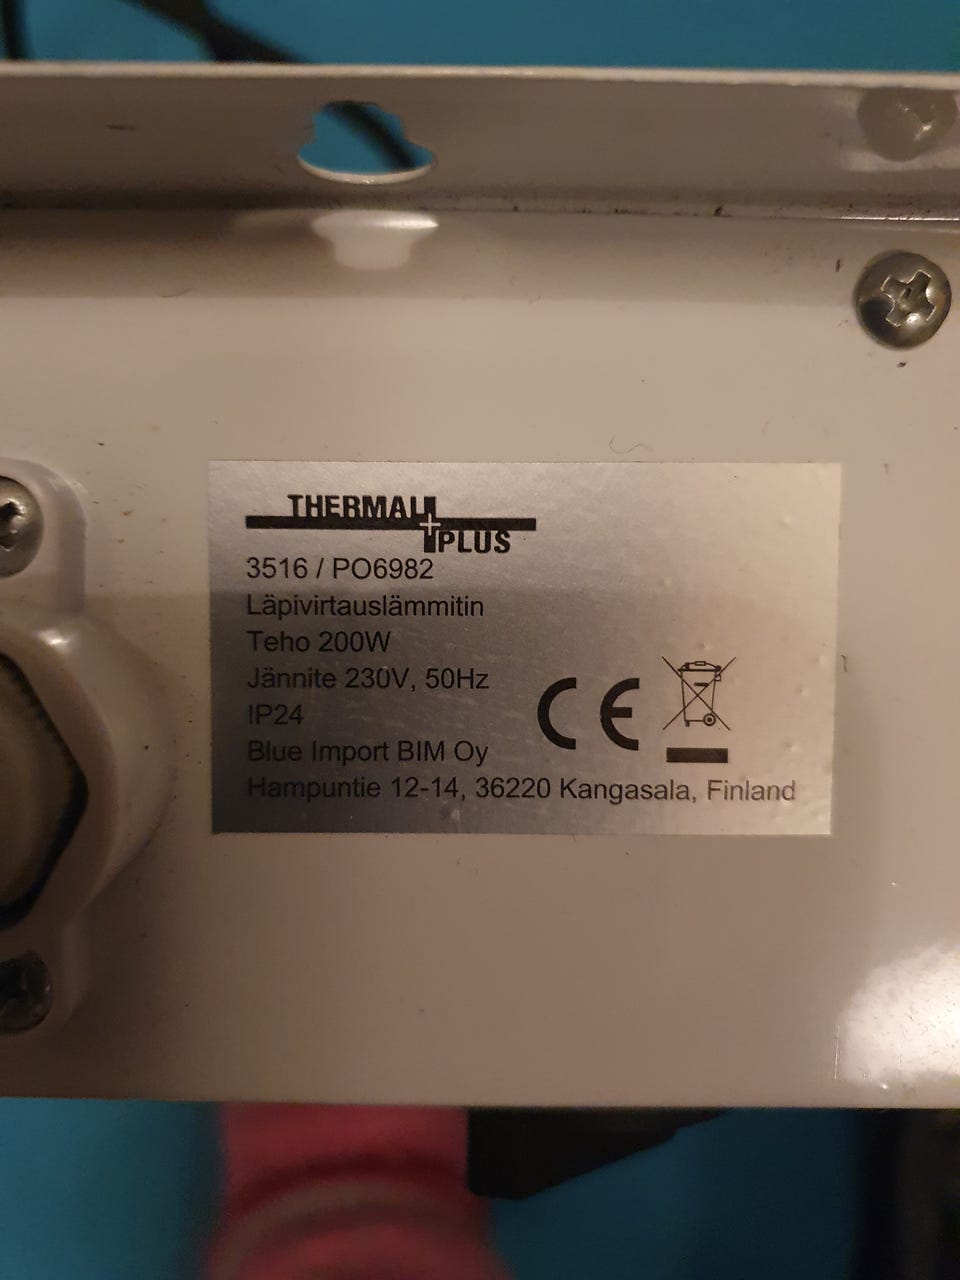 THERMAL
PLUS
3516 / PO6982
Läpivirtauslämmitin
Teho 200W
Jännite 230V, 50Hz
IP24
Blue Import BIM Oy
Hampuntie 12-14, 36220 Kangasala, Finland
CE